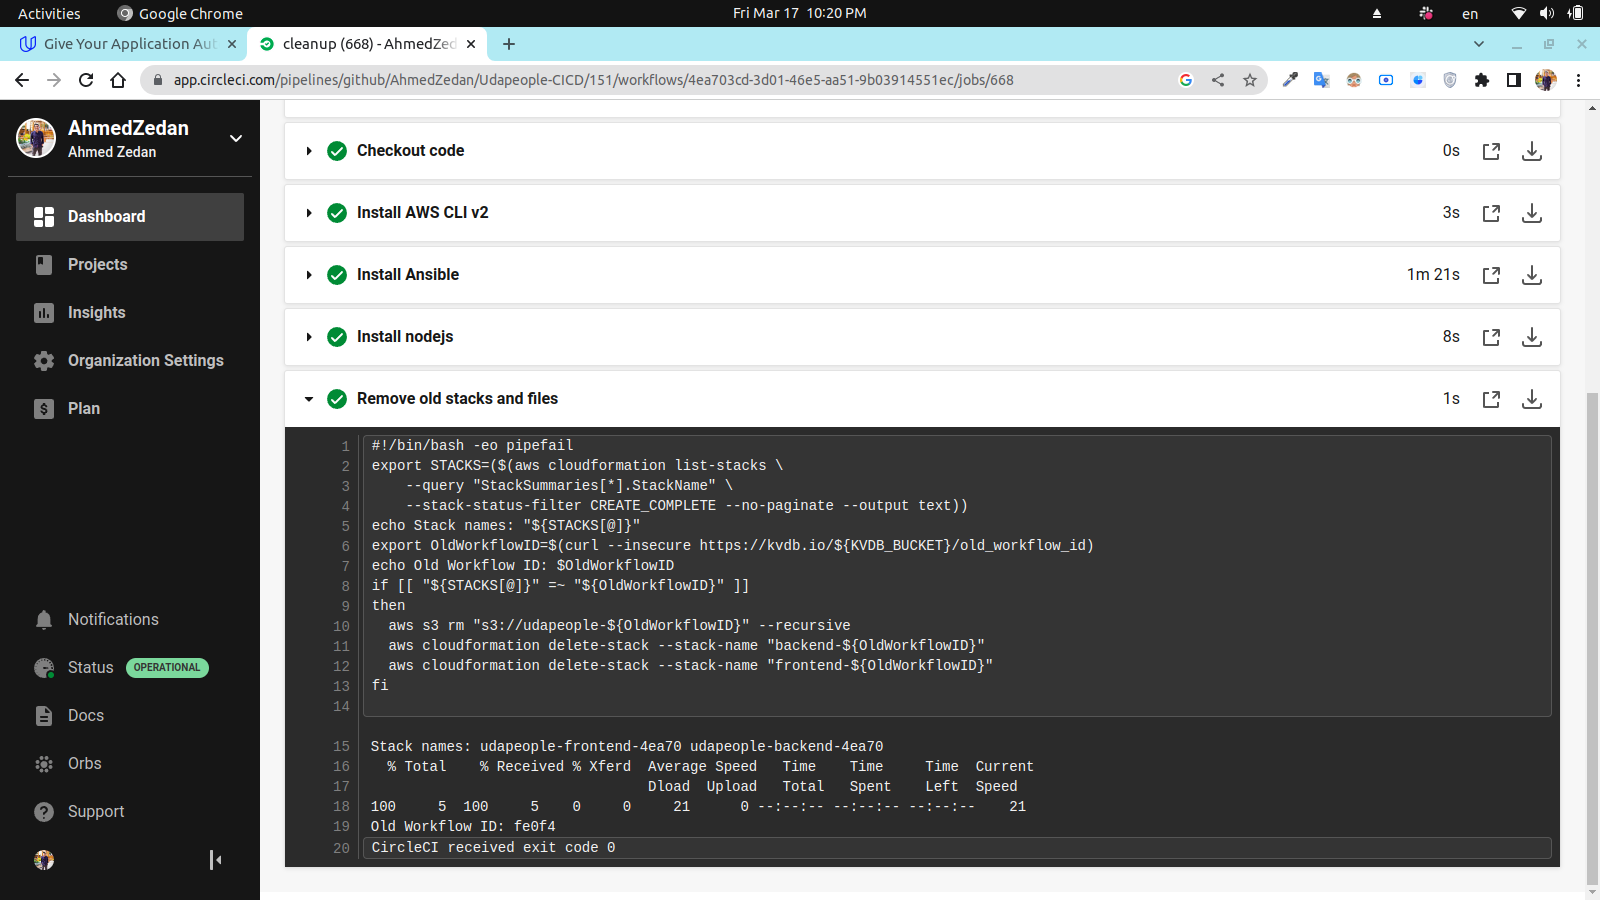 Activities
Google Chrome
Fri Mar 17 10:20 PM
en
Give Your Application Aut
cleanup (668) - AhmedZed
app.circleci.com/pipelines/github/AhmedZedan/Udapeople-CICD/151/workflows/4ea703cd-3d01-46e5-aa51-9b03914551ec/jobs/668
AhmedZedan
Ahmed Zedan
Dashboard
Projects
Insights
Organization Settings
Plan
Notifications
Status OPERATIONAL
Docs
Orbs
Support
Checkout code 0s
Install AWS CLI v2 3s
Install Ansible 1m 21s
Install nodejs 8s
Remove old stacks and files 1s
1 #!/bin/bash -eo pipefail
2 export STACKS=($(aws cloudformation list-stacks \
3 --query "StackSummaries[*].StackName" \
4 --stack-status-filter CREATE_COMPLETE --no-paginate --output text))
5 echo Stack names: "${STACKS[@]}"
6 export OldWorkflowID=$(curl --insecure https://kvdb.io/${KVDB_BUCKET}/old_workflow_id)
7 echo Old Workflow ID: $OldWorkflowID
8 if [[ "${STACKS[@]}" =~ "${OldWorkflowID}" ]]
9 then
10 aws s3 rm "s3://udapeople-${OldWorkflowID}" --recursive
11 aws cloudformation delete-stack --stack-name "backend-${OldWorkflowID}"
12 aws cloudformation delete-stack --stack-name "frontend-${OldWorkflowID}"
13 fi
14
15 Stack names: udapeople-frontend-4ea70 udapeople-backend-4ea70
16 % Total % Received % Xferd Average Speed Time Time Time Current
17 Dload Upload Total Spent Left Speed
18 100 5 100 5 0 0 21 0 --:--:-- --:--:-- --:--:-- 21
19 Old Workflow ID: fe0f4
20 CircleCI received exit code 0